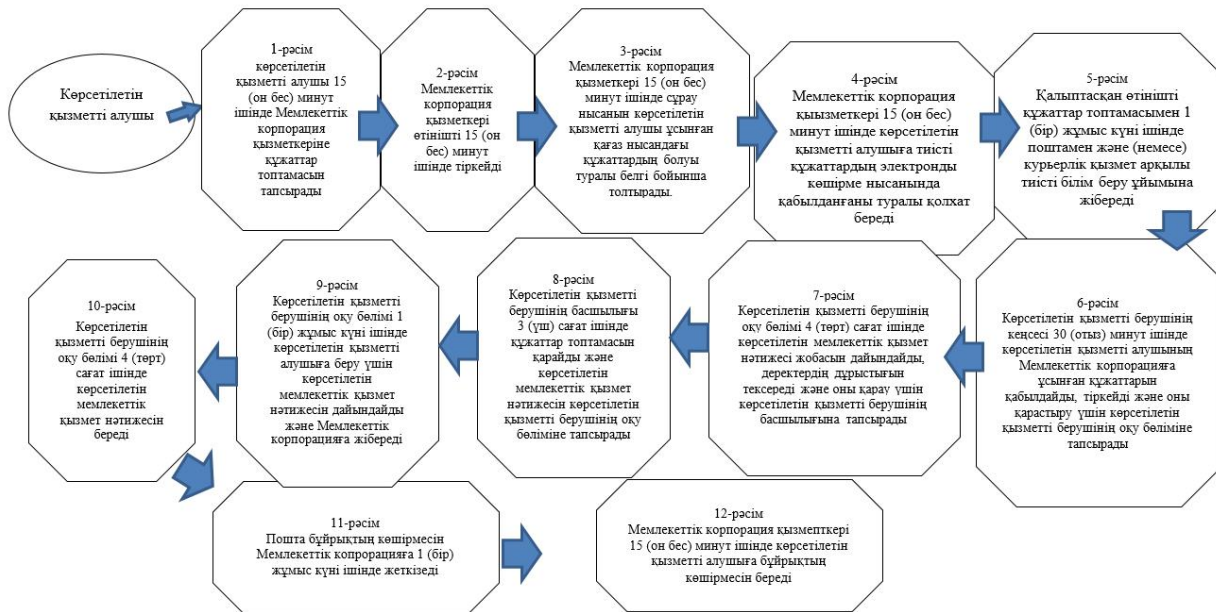 Көрсетілетін
қызметті алушы
1-рәсім
көрсетілетін
қызметті алушы 15
(он бес) минут
ішінде Мемлекеттік
корпорация
қызметкеріне
құжаттар
топтамасын
тапсырады
2-рәсім
Мемлекеттік
корпорация
қызметкері
өтінішті 15 (он
бес) минут
ішінде тіркейді
3-рәсім
Мемлекеттік корпорация
қызметкері 15 (он бес)
минут ішінде сұрау
нысанын көрсетілетін
қызметті алушы ұсынған
қағаз нысандағы
құжаттардың болуы
туралы белгі бойынша
толтырады.
4-рәсім
Мемлекеттік корпорация
қыызметкері 15 (он бес)
минут ішінде көрсетілетін
қызметті алушыға тиісті
құжаттардың электронды
көшірме нысанында
қабылданғаны туралы қолхат
береді
5-рәсім
Қалыптасқан өтінішті
құжаттар топтамасымен 1
(бір) жұмыс күні ішінде
поштамен және (немесе)
курьерлік қызмет арқылы
тиісті білім беру ұйымына
жібереді
6-рәсім
Көрсетілетін қызметті берушінің
кеңсесі 30 (отыз) минут ішінде
көрсетілетін қызметті алушының
Мемлекеттік корпорацияға
ұсынған құжаттарын
қабылдайды, тіркейді және оны
қарастыру үшін көрсетілетін
қызметті берушінің оқу бөліміне
тапсырады
7-рәсім
Көрсетілетін қызметті берушінің
оқу бөлімі 4 (төрт) сағат ішінде
көрсетілетін мемлекеттік қызмет
нәтижесі жобасын дайындайды,
деректердің дұрыстығын
тексереді және оны қарау үшін
көрсетілетін қызметті берушінің
басшылығына тапсырады
8-рәсім
Көрсетілетін қызметті
берушінің басшылығы
3 (үш) сағат ішінде
құжаттар топтамасын
қарайды және
көрсетілетін
мемлекеттік қызмет
нәтижесін көрсетілетін
қызметті берушінің оқу
бөліміне тапсырады
9-рәсім
Көрсетілетін қызметті
берушінің оқу бөлімі 1
(бір) жұмыс күні ішінде
көрсетілетін қызметті
алушыға беру үшін
көрсетілетін
мемлекеттік қызмет
нәтижесін дайындайды
және Мемлекеттік
корпорацияға жібереді
10-рәсім
Көрсетілетін
қызметті берушінің
оқу бөлімі 4 (төрт)
сағат ішінде
көрсетілетін
мемлекеттік
қызмет нәтижесін
береді
11-рәсім
Пошта бұйрықтың көшірмесін
Мемлекеттік копрорацияға 1 (бір)
жұмыс күні ішінде жеткізеді
12-рәсім
Мемлекеттік корпорация қызмепткері
15 (он бес) минут ішінде көрсетілетін
қызметті алушыға бұйрықтың
көшірмесін береді